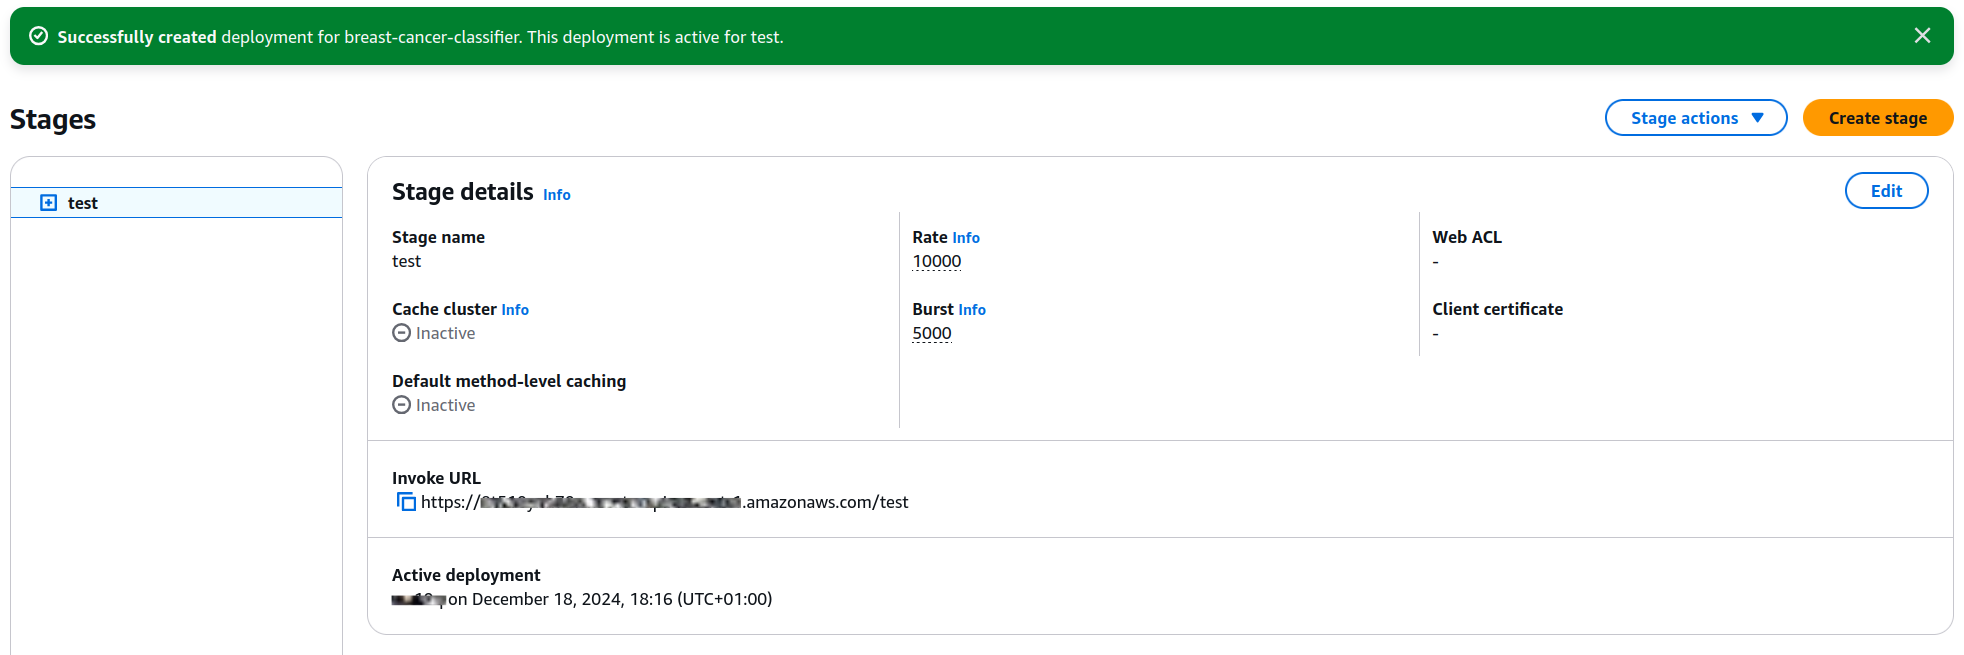 Successfully created deployment for breast-cancer-classifier. This deployment is active for test.
Stages
Stage actions
Create stage
test
Stage details Info
Edit
Stage name
test
Rate Info
10000
Web ACL
-
Cache cluster Info
Inactive
Burst Info
5000
Client certificate
-
Default method-level caching
Inactive
Invoke URL
https:// .amazonaws.com/test
Active deployment
on December 18, 2024, 18:16 (UTC+01:00)